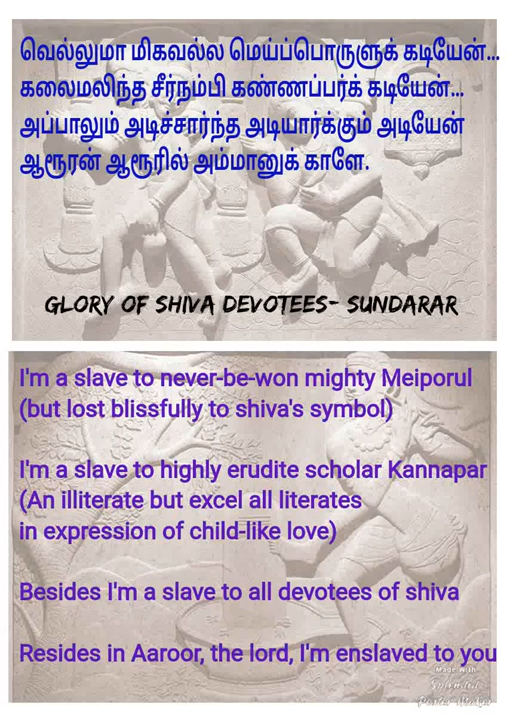 வெல்லுமா மிகவல்ல மெய்ப்பொருளுக் கடியேன்...
கலைமலிந்த சீர்நம்பி கண்ணப்பர்க் கடியேன்...
அப்பாலும் அடிச்சார்ந்த அடியார்க்கும் அடியேன்
ஆரூரன் ஆரூரில் அம்மானுக் காளே.
GLORY OF SHIVA DEVOTEES- SUNDARAR
I'm a slave to never-be-won mighty Meiporul
(but lost blissfully to shiva's symbol)
I'm a slave to highly erudite scholar Kannapar
(An illiterate but excel all literates
in expression of child-like love)
Besides I'm a slave to all devotees of shiva
Resides in Aaroor, the lord, I'm enslaved to you
Made With